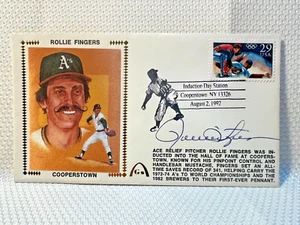 ROLLIE FINGERS
A's
29
USA
Induction Day Station
Cooperstown NY 13326
August 2, 1992
COOPERSTOWN
ACE RELIEF PITCHER ROLLIE FINGERS WAS IN-
DUCTED INTO THE HALL OF FAME AT COOPERS-
TOWN. KNOWN FOR HIS PINPOINT CONTROL AND
HANDLEBAR MUSTACHE, FINGERS SET AN ALL-
TIME SAVES RECORD OF 341, HELPING CARRY THE
1972-74 A's TO WORLD CHAMPIONSHIPS AND THE
1982 BREWERS TO THEIR FIRST-EVER PENNANT.